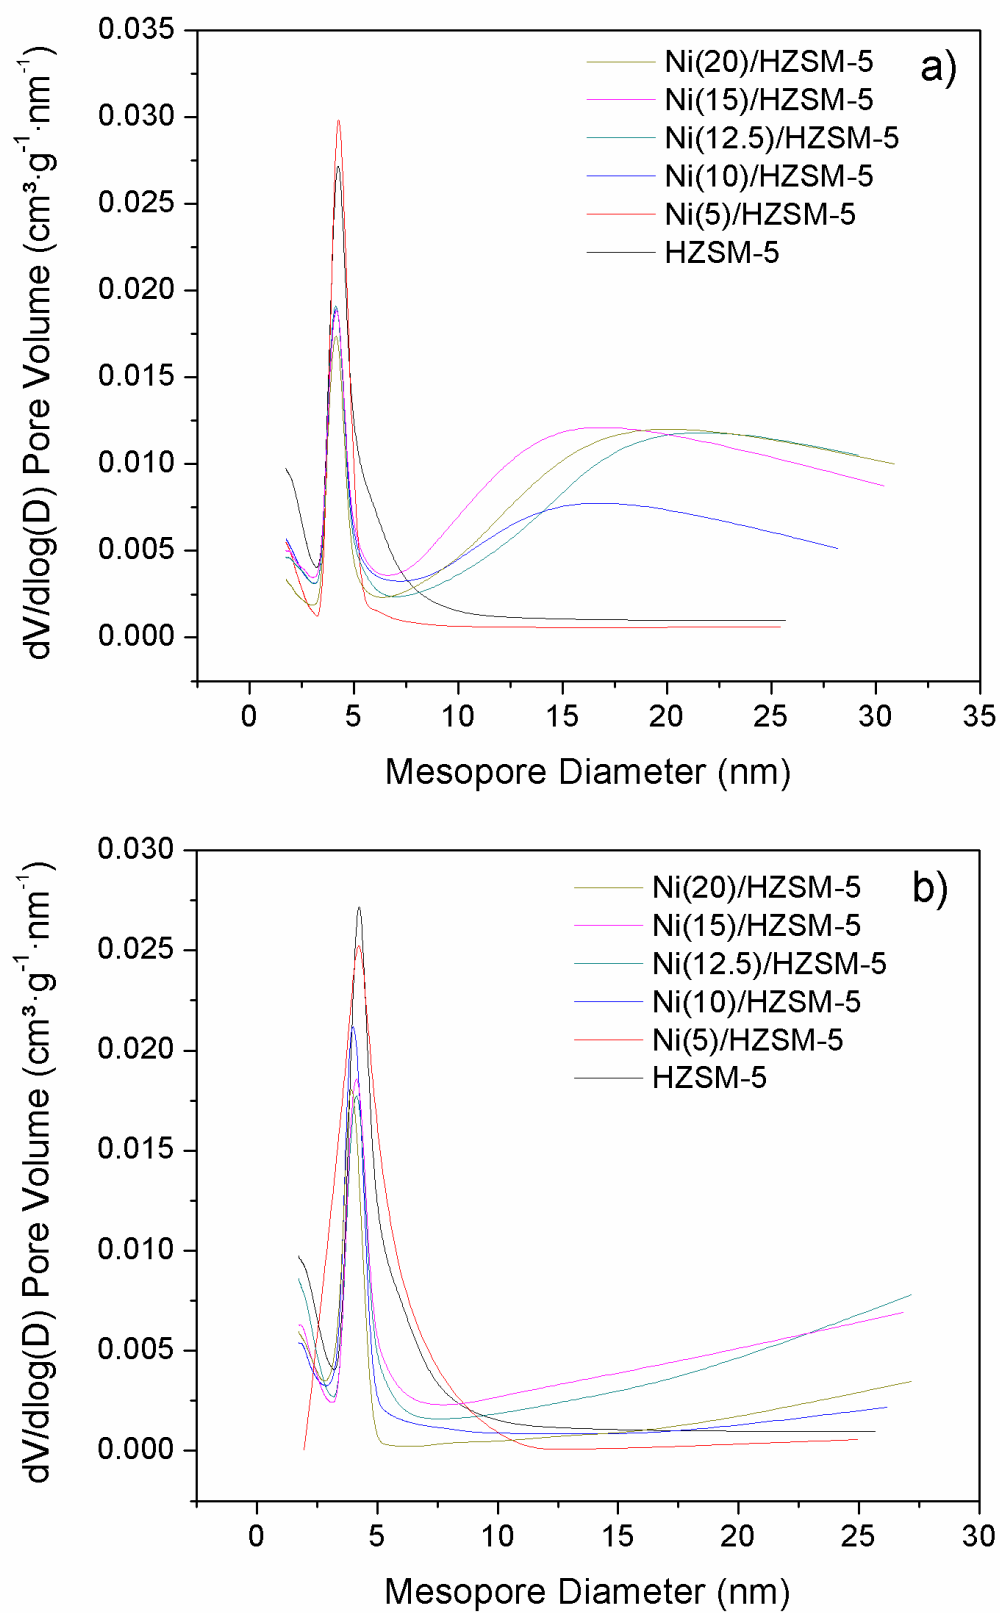 a)
Ni(20)/HZSM-5
Ni(15)/HZSM-5
Ni(12.5)/HZSM-5
Ni(10)/HZSM-5
Ni(5)/HZSM-5
HZSM-5
dV/dlog(D) Pore Volume (cm³·g⁻¹·nm⁻¹)
0.035
0.030
0.025
0.020
0.015
0.010
0.005
0.000
0 5 10 15 20 25 30 35
Mesopore Diameter (nm)
b)
Ni(20)/HZSM-5
Ni(15)/HZSM-5
Ni(12.5)/HZSM-5
Ni(10)/HZSM-5
Ni(5)/HZSM-5
HZSM-5
dV/dlog(D) Pore Volume (cm³·g⁻¹·nm⁻¹)
0.030
0.025
0.020
0.015
0.010
0.005
0.000
0 5 10 15 20 25 30
Mesopore Diameter (nm)